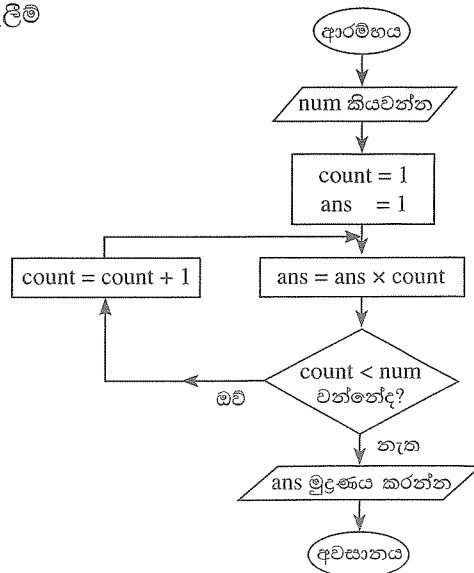 ආරම්භය
num කියවන්න
count = 1
ans = 1
count = count + 1
ans = ans × count
count < num
වන්නේද?
ඔව්
නැත
ans මුද්‍රණය කරන්න
අවසානය